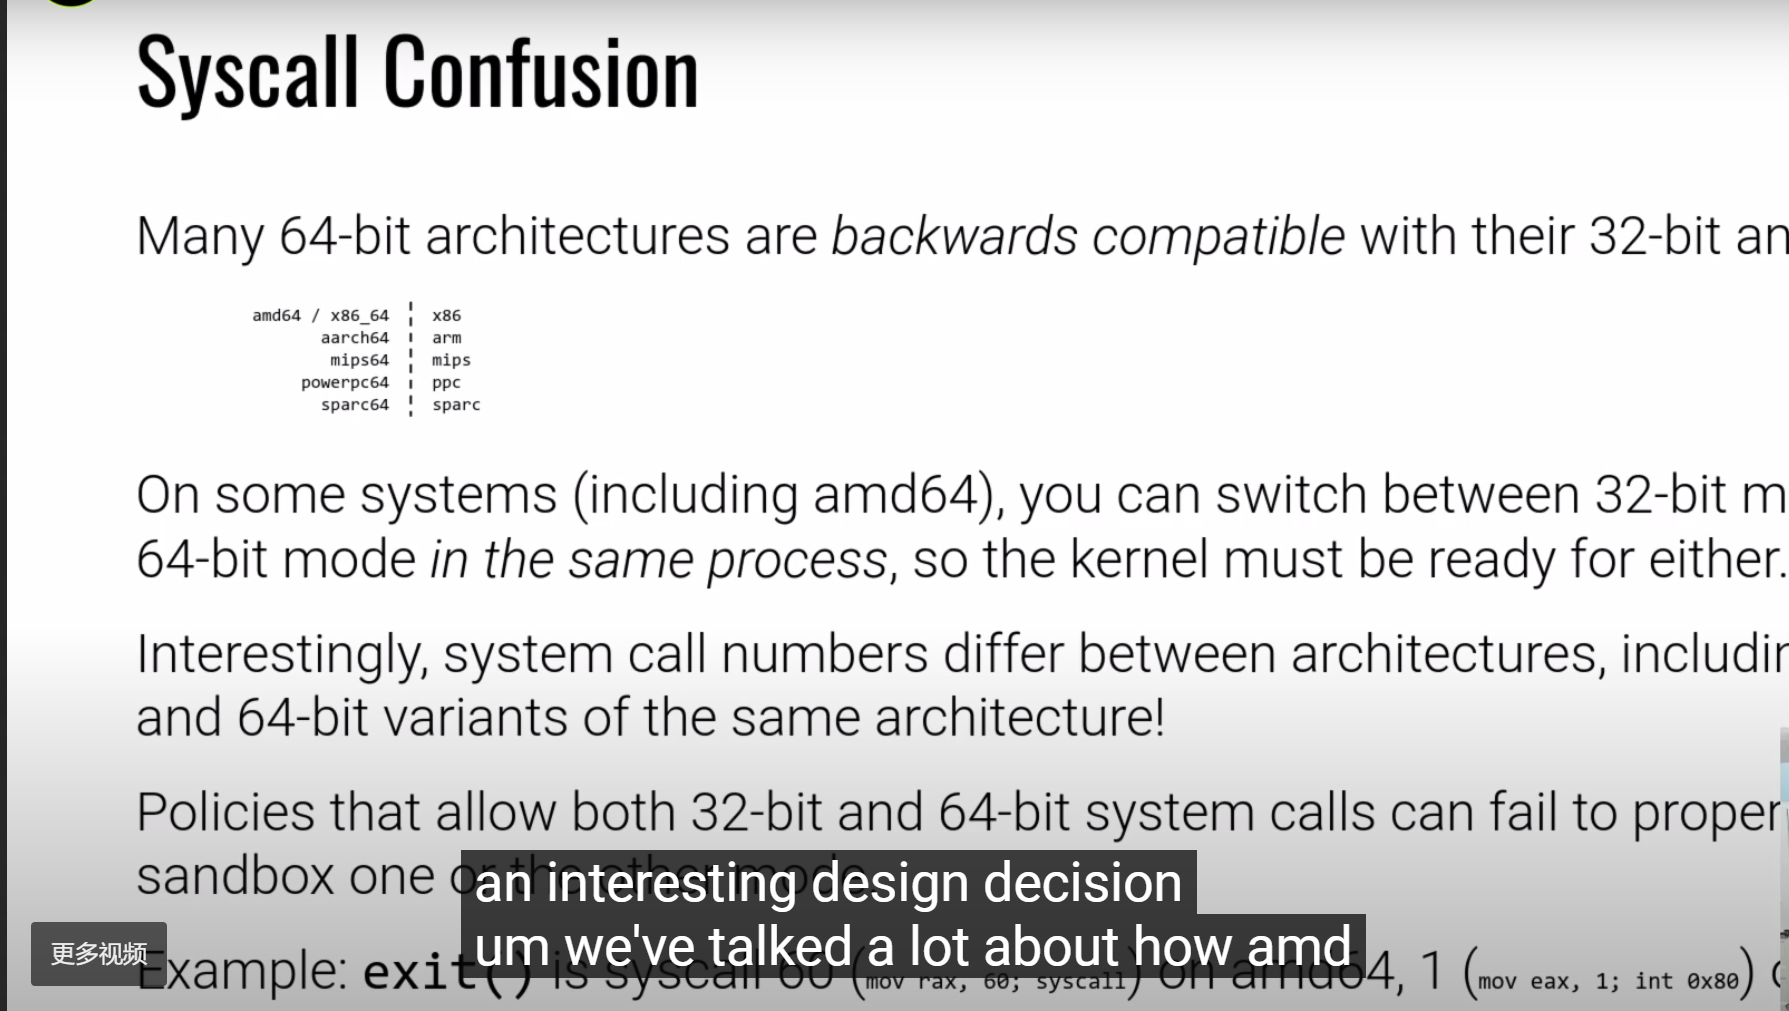 Syscall Confusion
Many 64-bit architectures are backwards compatible with their 32-bit an
amd64 / x86_64 ¦ x86
aarch64 ¦ arm
mips64 ¦ mips
powerpc64 ¦ ppc
sparc64 ¦ sparc
On some systems (including amd64), you can switch between 32-bit m
64-bit mode in the same process, so the kernel must be ready for either.
Interestingly, system call numbers differ between architectures, includin
and 64-bit variants of the same architecture!
Policies that allow both 32-bit and 64-bit system calls can fail to proper
sandbox one or the other mode.
an interesting design decision
um we've talked a lot about how amd
更多视频
Example: exit() is syscall 60 (mov rax, 60; syscall) on amd64, 1 (mov eax, 1; int 0x80) o